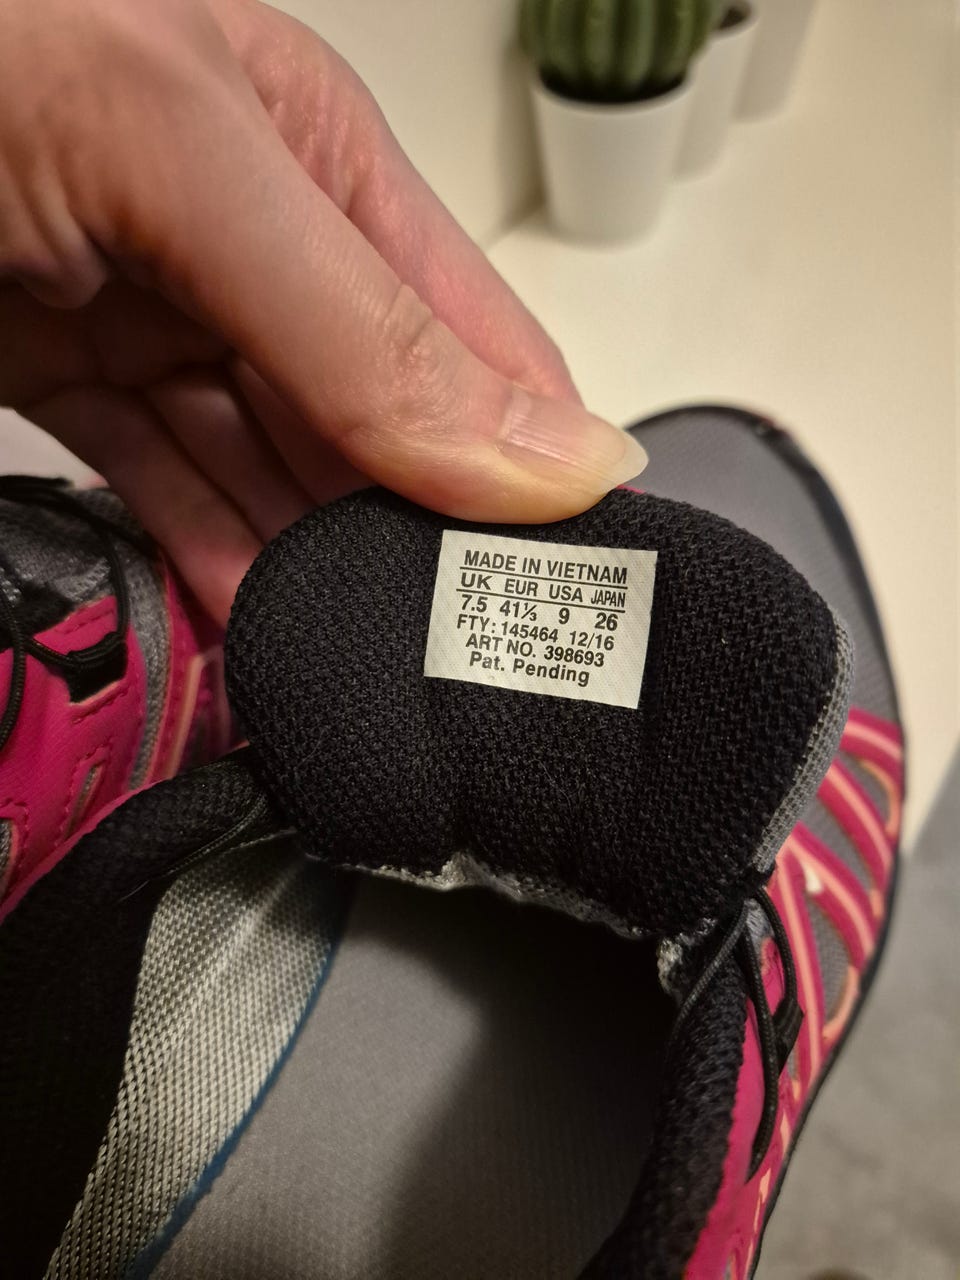 MADE IN VIETNAM
UK EUR USA JAPAN
7.5 41⅓ 9 26
FTY: 145464 12/16
ART NO. 398693
Pat. Pending